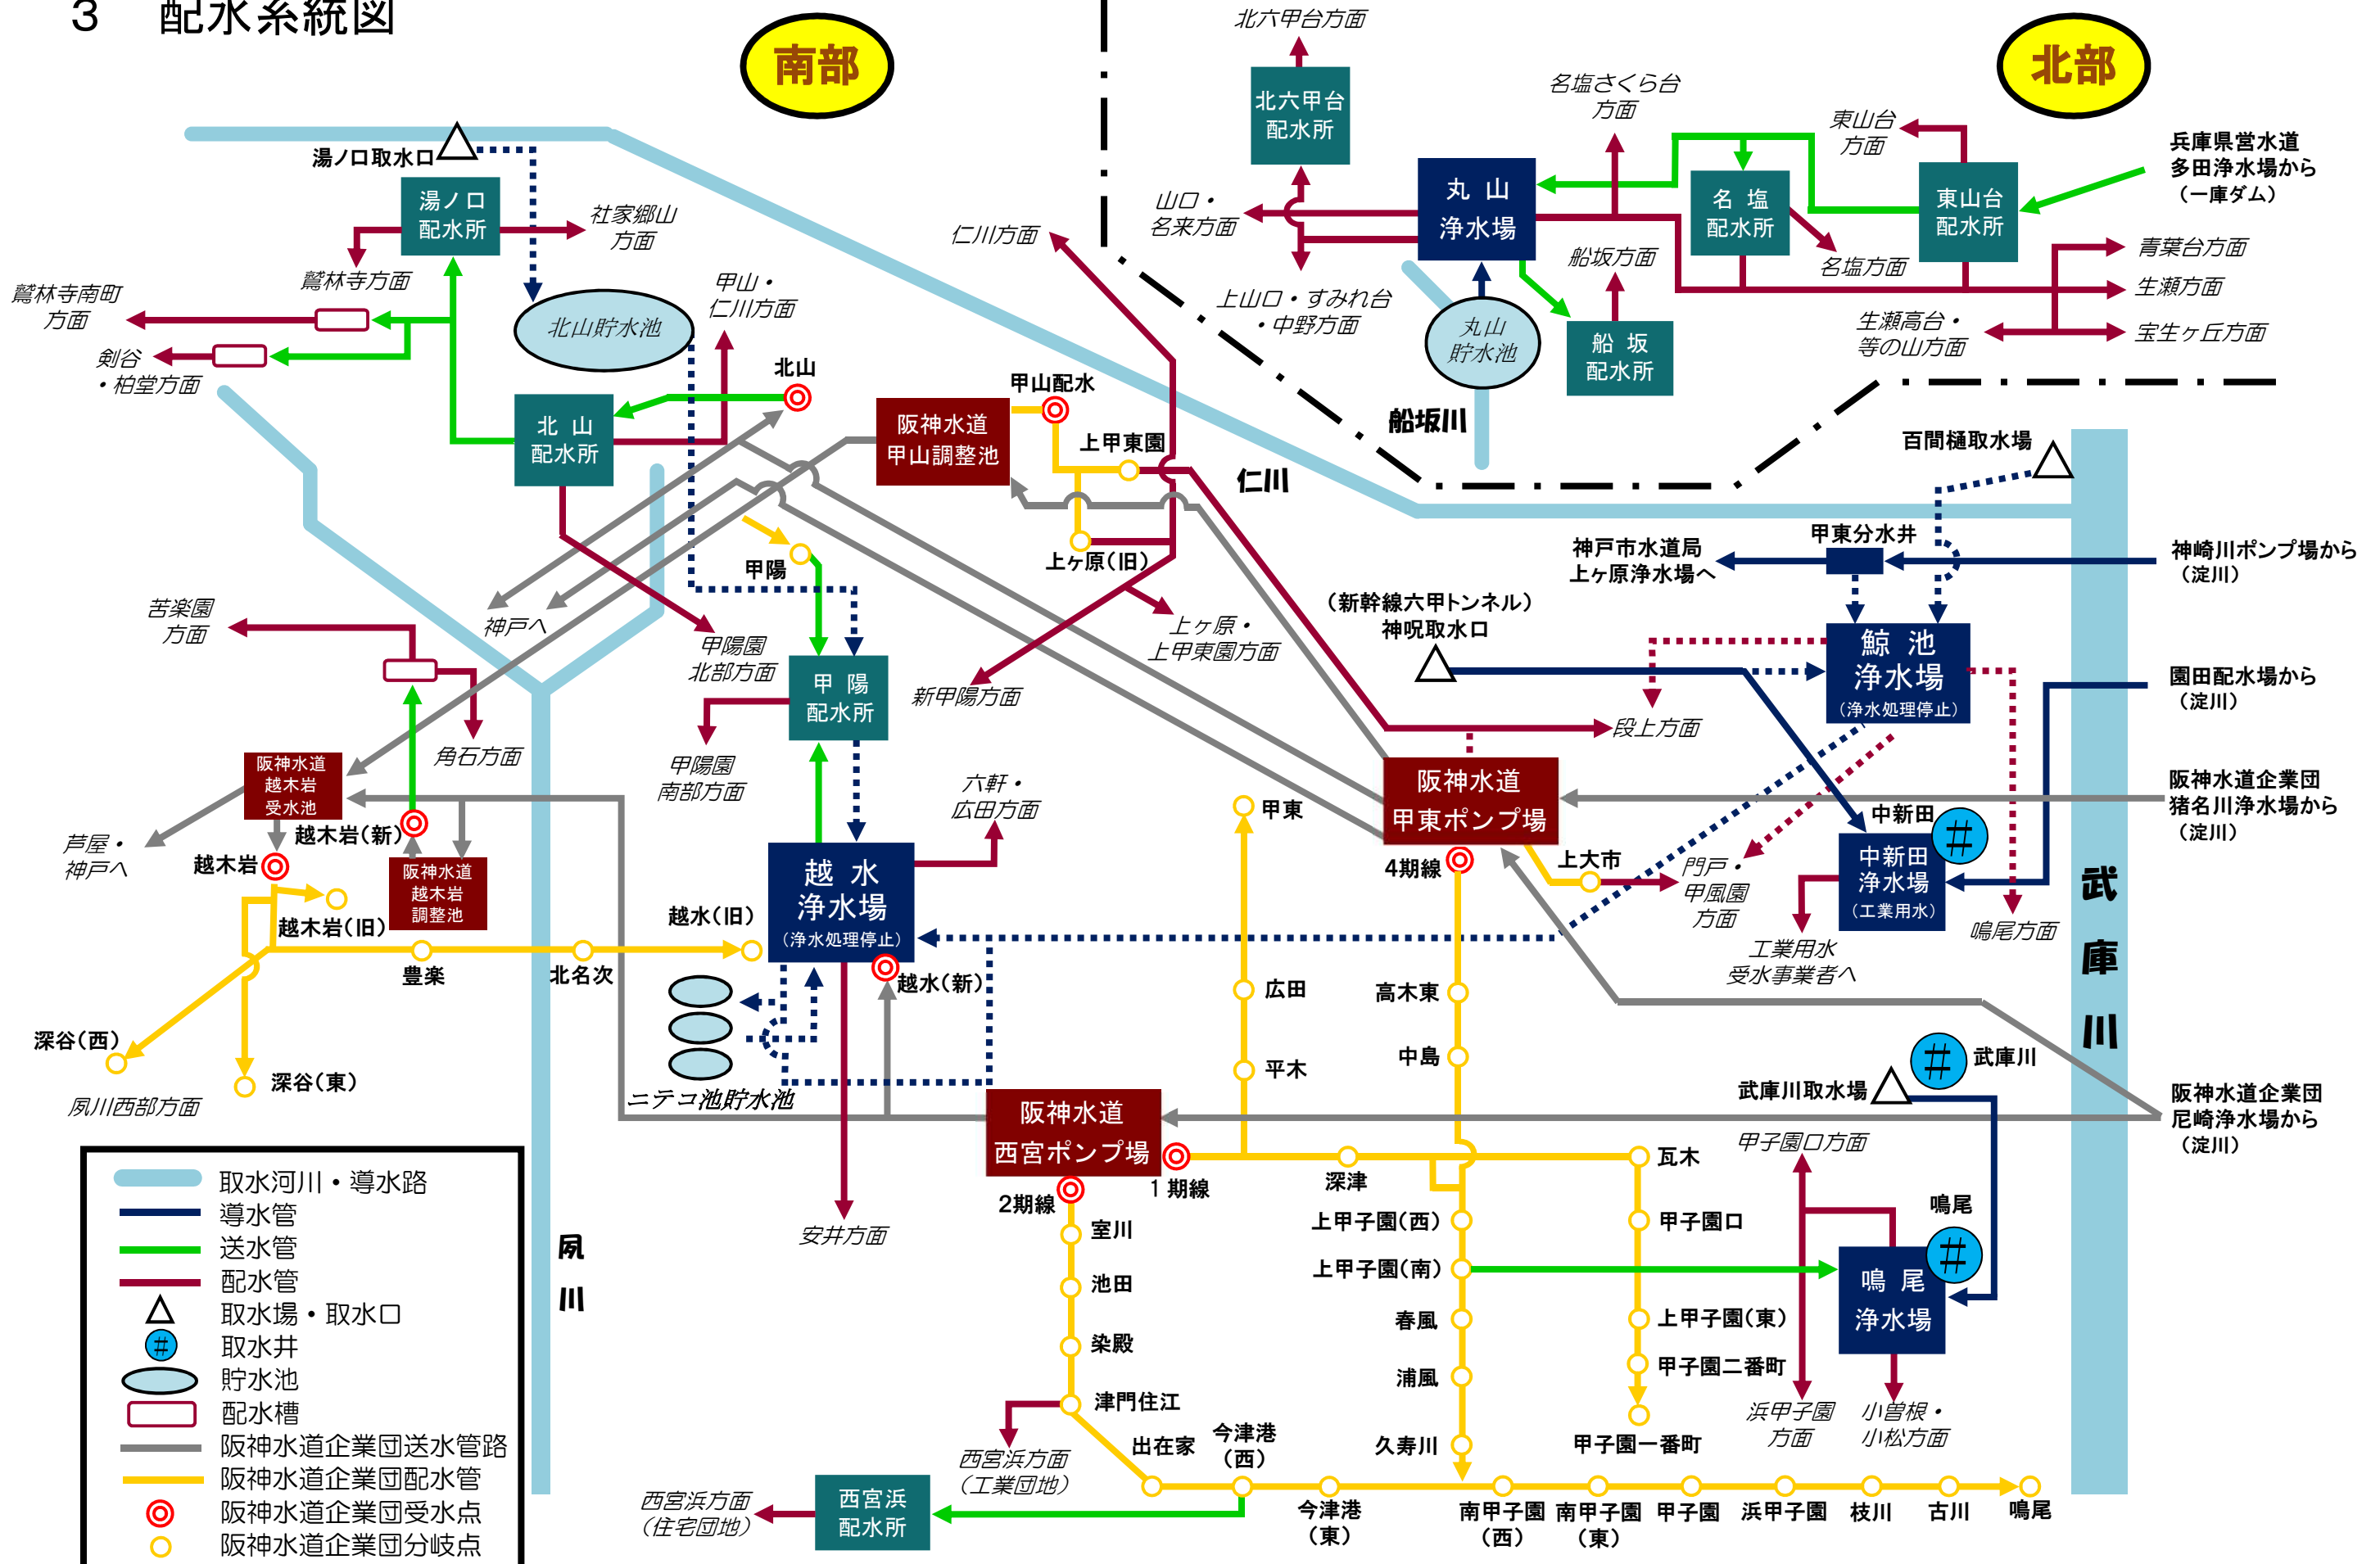 ３　配水系統図
南部
北部
北六甲台方面
北六甲台
配水所
名塩さくら台
方面
東山台
方面
兵庫県営水道
多田浄水場から
（一庫ダム）
湯ノ口取水口
湯ノ口
配水所
社家郷山
方面
鷲林寺方面
鷲林寺南町
方面
剣谷
・柏堂方面
北山貯水池
甲山・
仁川方面
仁川方面
山口・
名来方面
丸 山
浄水場
名 塩
配水所
東山台
配水所
船坂方面
名塩方面
青葉台方面
生瀬方面
生瀬高台・
等の山方面
宝生ヶ丘方面
上山口・すみれ台
・中野方面
丸山
貯水池
船 坂
配水所
船坂川
北山
北 山
配水所
阪神水道
甲山調整池
甲山配水
上甲東園
仁川
百間樋取水場
甲陽
上ヶ原（旧）
神戸市水道局
上ヶ原浄水場へ
甲東分水井
神崎川ポンプ場から
（淀川）
苦楽園
方面
神戸へ
甲陽園
北部方面
上ヶ原・
上甲東園方面
新甲陽方面
（新幹線六甲トンネル）
神呪取水口
鯨 池
浄水場
（浄水処理停止）
園田配水場から
（淀川）
甲 陽
配水所
段上方面
角石方面
甲陽園
南部方面
六軒・
広田方面
阪神水道
越木岩
受水池
芦屋・
神戸へ
越木岩（新）
越木岩
阪神水道
越木岩
調整池
越木岩（旧）
越 水
浄水場
（浄水処理停止）
越水（旧）
越水（新）
甲東
阪神水道
甲東ポンプ場
4期線
上大市
門戸・
甲風園
方面
中新田
中新田
浄水場
（工業用水）
阪神水道企業団
猪名川浄水場から
（淀川）
鳴尾方面
工業用水
受水事業者へ
武
庫
川
豊楽
北名次
深谷（西）
深谷（東）
夙川西部方面
ニテコ池貯水池
広田
平木
高木東
中島
武庫川
武庫川取水場
阪神水道企業団
尼崎浄水場から
（淀川）
阪神水道
西宮ポンプ場
2期線
1 期線
深津
瓦木
甲子園口方面
安井方面
夙
川
室川
池田
染殿
津門住江
上甲子園（西）
上甲子園（南）
春風
浦風
久寿川
甲子園口
上甲子園（東）
甲子園二番町
甲子園一番町
鳴尾
鳴 尾
浄水場
浜甲子園
方面
小曽根・
小松方面
西宮浜方面
（工業団地）
西宮浜方面
（住宅団地）
西宮浜
配水所
出在家
今津港
（西）
今津港
（東）
南甲子園
（西）
南甲子園
（東）
甲子園
浜甲子園
枝川
古川
鳴尾
取水河川・導水路
導水管
送水管
配水管
取水場・取水口
取水井
貯水池
配水槽
阪神水道企業団送水管路
阪神水道企業団配水管
阪神水道企業団受水点
阪神水道企業団分岐点